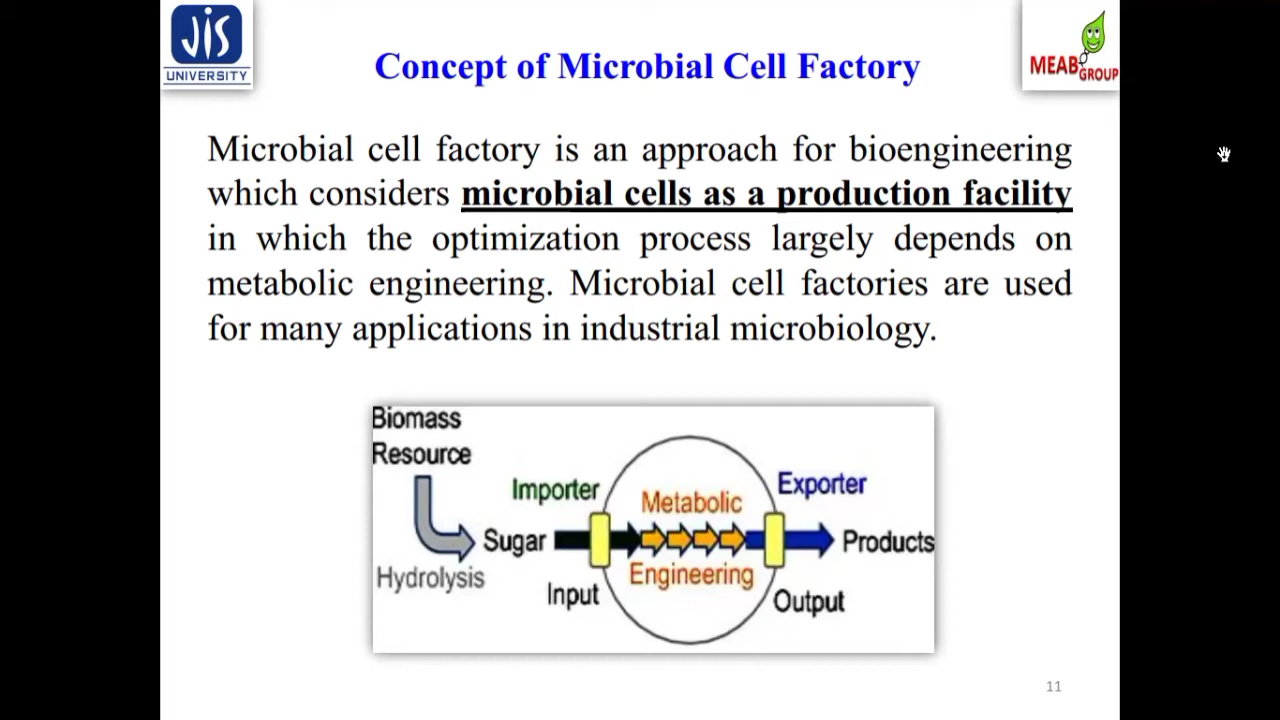 JIS
UNIVERSITY
Concept of Microbial Cell Factory
MEAB
GROUP
Microbial cell factory is an approach for bioengineering
which considers microbial cells as a production facility
in which the optimization process largely depends on
metabolic engineering. Microbial cell factories are used
for many applications in industrial microbiology.
Biomass
Resource
Importer
Metabolic
Exporter
Sugar
Products
Hydrolysis
Engineering
Input
Output
11